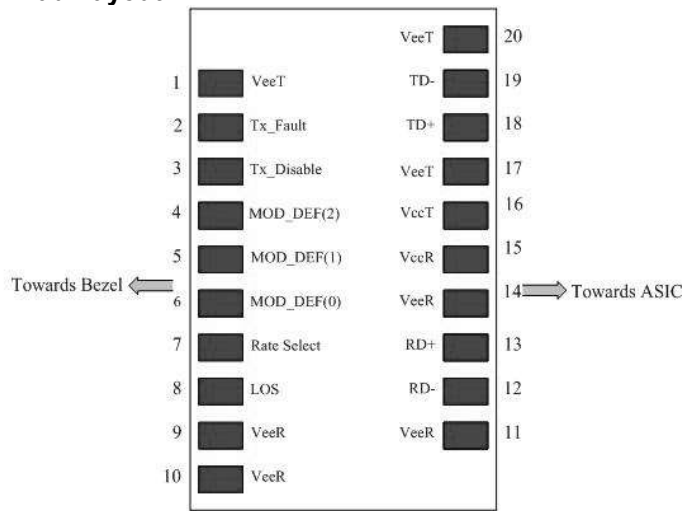 VeeT 20
1 VeeT TD- 19
2 Tx_Fault TD+ 18
3 Tx_Disable VeeT 17
4 MOD_DEF(2) VccT 16
5 MOD_DEF(1) VccR 15
Towards Bezel 6 MOD_DEF(0) VeeR 14 Towards ASIC
7 Rate Select RD+ 13
8 LOS RD- 12
9 VeeR VeeR 11
10 VeeR